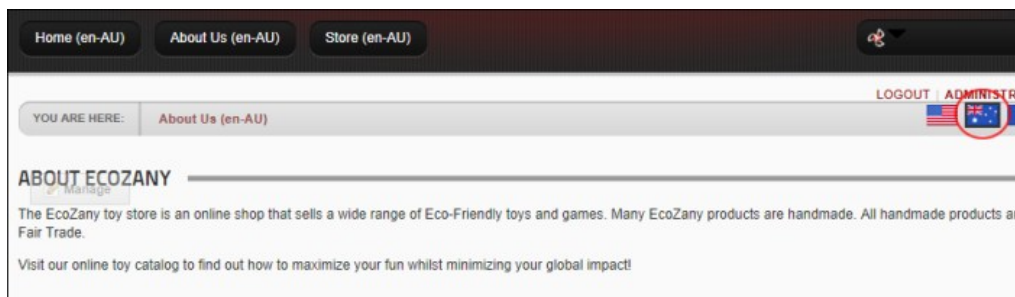 Home (en-AU) About Us (en-AU) Store (en-AU)
LOGOUT | ADMINISTR
YOU ARE HERE: About Us (en-AU)
ABOUT ECOZANY
Manage
The EcoZany toy store is an online shop that sells a wide range of Eco-Friendly toys and games. Many EcoZany products are handmade. All handmade products a
Fair Trade.
Visit our online toy catalog to find out how to maximize your fun whilst minimizing your global impact!